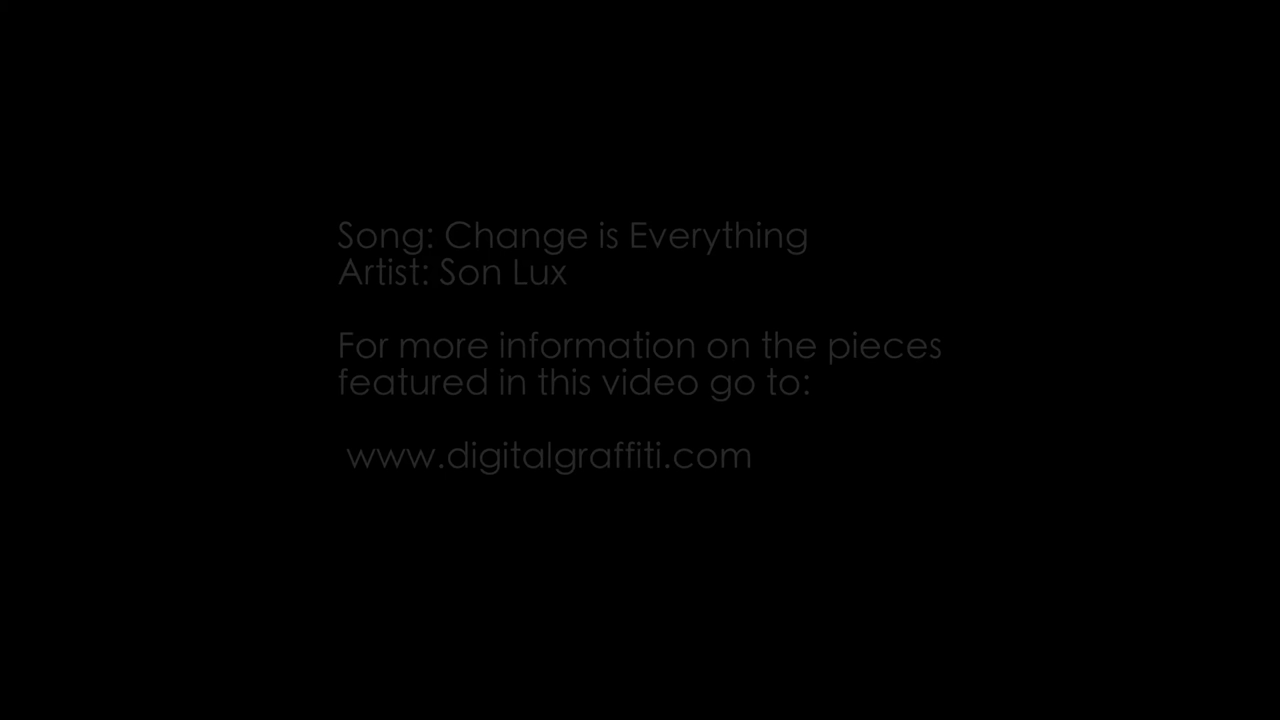 Song: Change is Everything
Artist: Son Lux
For more information on the pieces
featured in this video go to:
www.digitalgraffiti.com